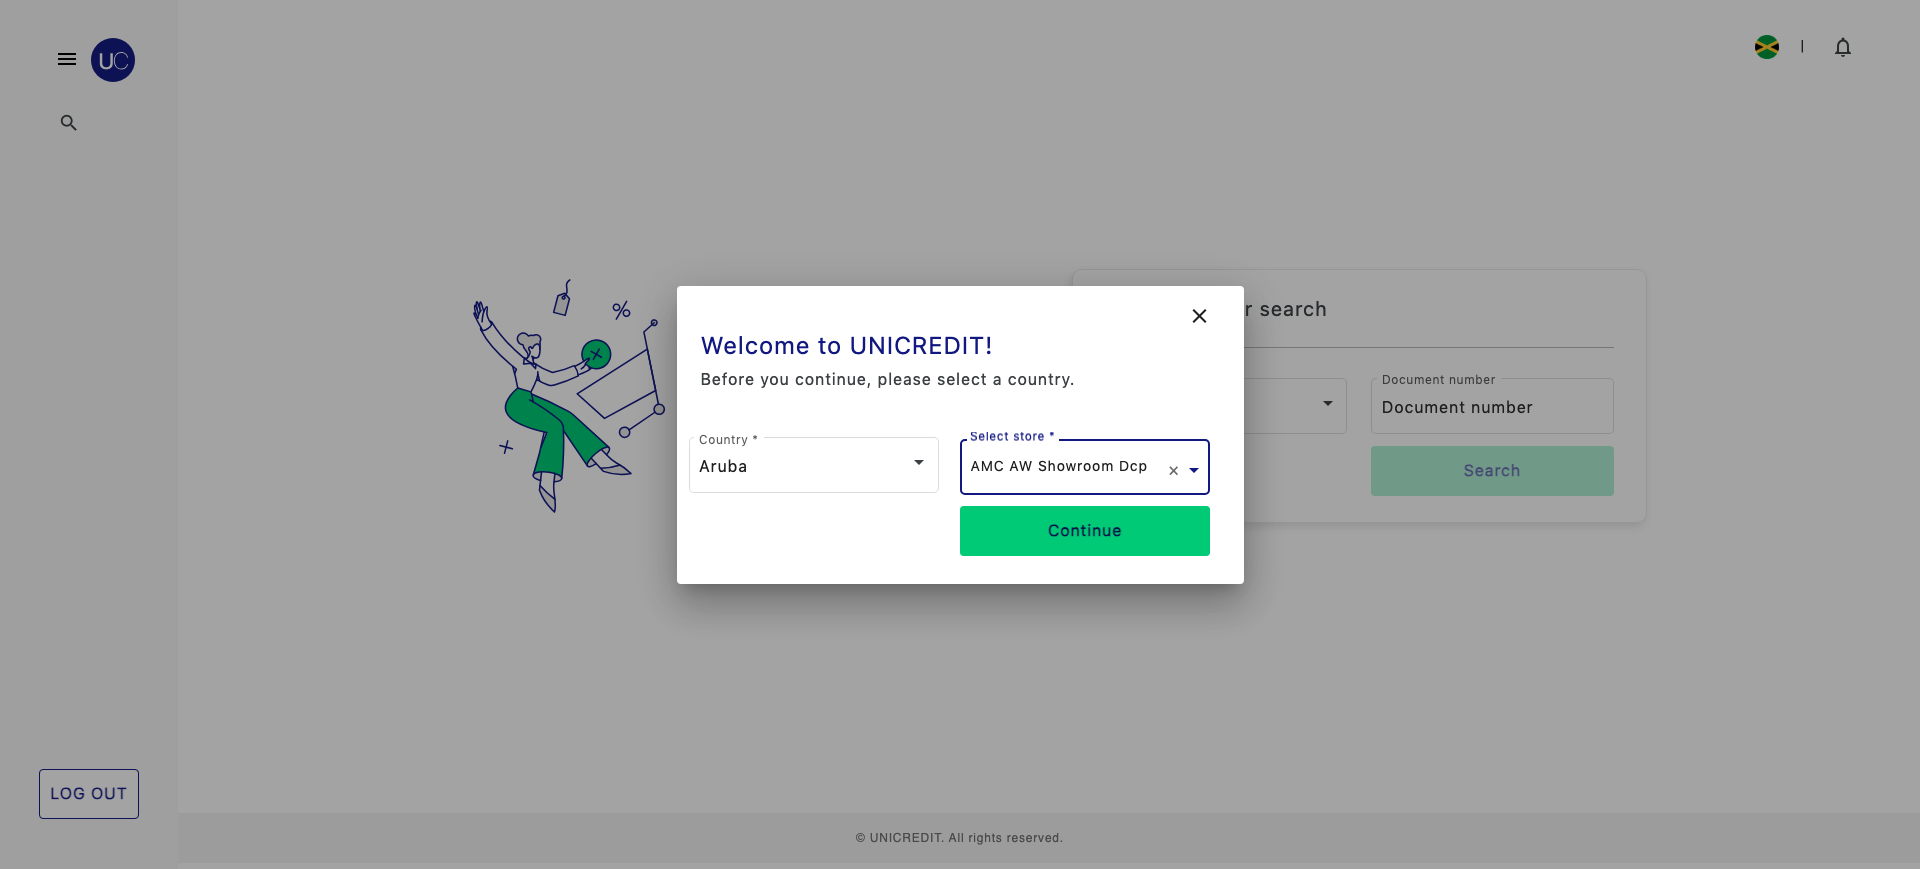 UC
Welcome to UNICREDIT!
Before you continue, please select a country.
Country *
Aruba
Select store *
AMC AW Showroom Dcp
Continue
r search
Document number
Document number
Search
LOG OUT
© UNICREDIT. All rights reserved.